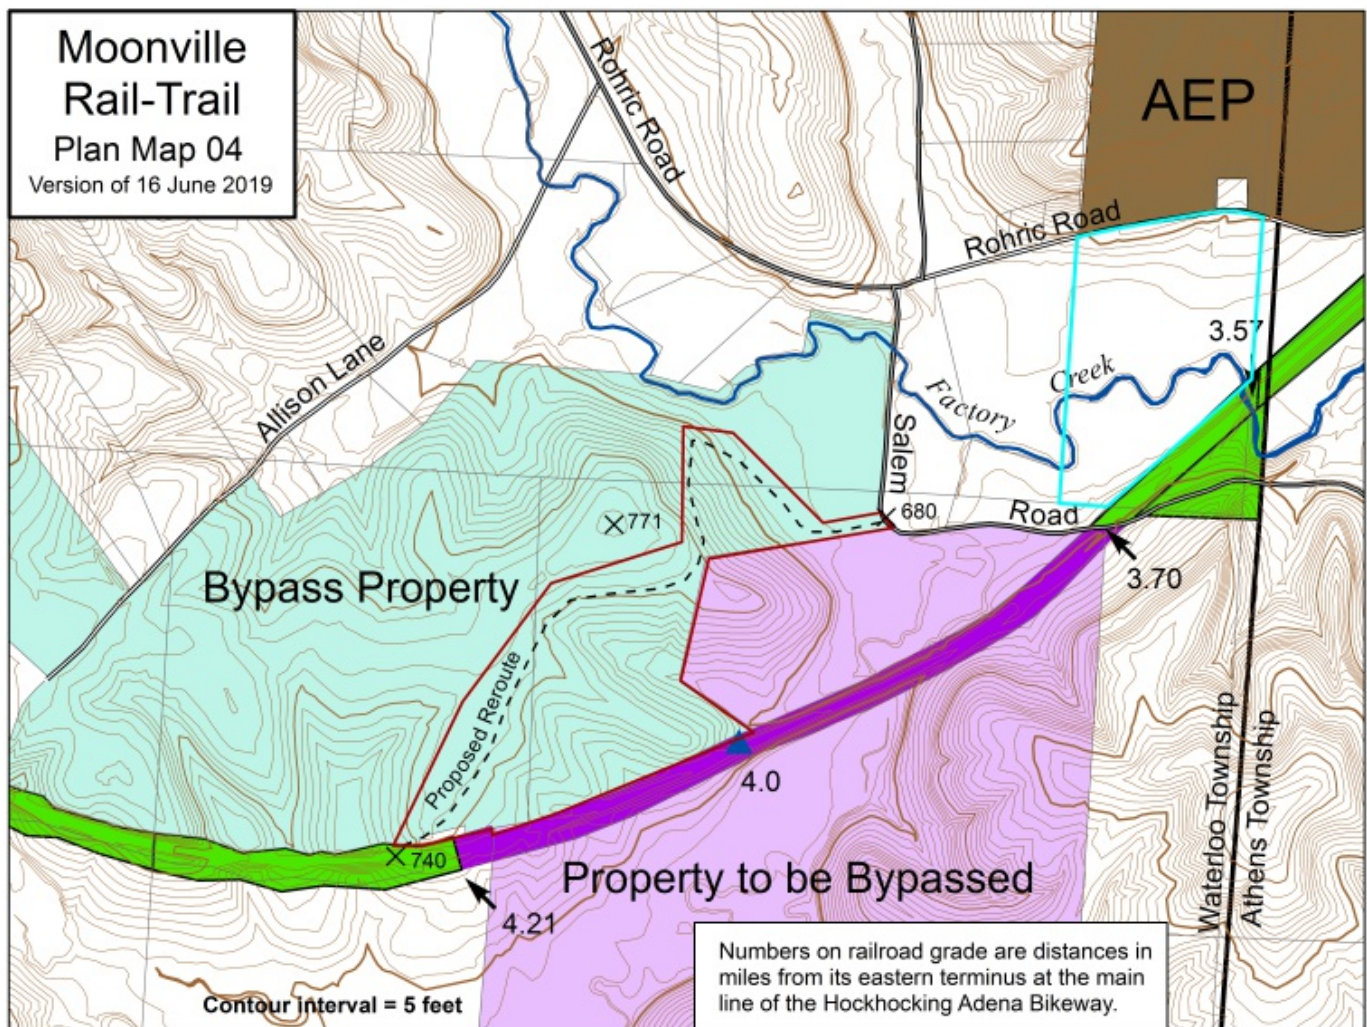 Moonville
Rail-Trail
Plan Map 04
Version of 16 June 2019
Rohric Road
AEP
Rohric Road
3.57
Allison Lane
Creek
Factory
Salem
680
Road
771
3.70
Bypass Property
Proposed Reroute
Waterloo Township
Athens Township
4.0
740
Property to be Bypassed
4.21
Numbers on railroad grade are distances in
miles from its eastern terminus at the main
line of the Hockhocking Adena Bikeway.
Contour interval = 5 feet